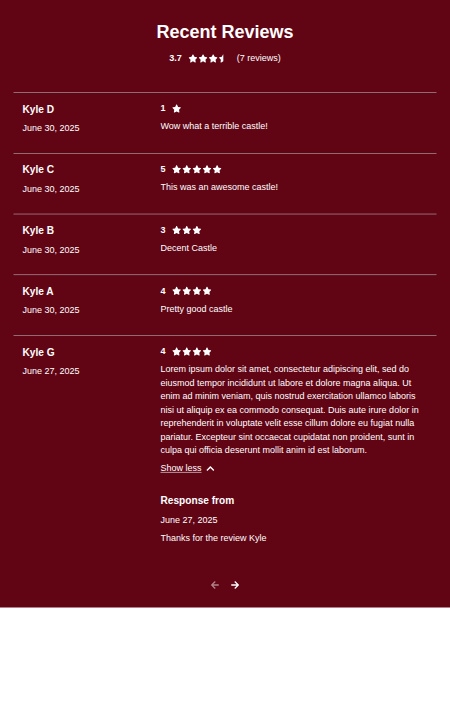 Recent Reviews
3.7 (7 reviews)
Kyle D
June 30, 2025
1
Wow what a terrible castle!
Kyle C
June 30, 2025
5
This was an awesome castle!
Kyle B
June 30, 2025
3
Decent Castle
Kyle A
June 30, 2025
4
Pretty good castle
Kyle G
June 27, 2025
4
Lorem ipsum dolor sit amet, consectetur adipiscing elit, sed do
eiusmod tempor incididunt ut labore et dolore magna aliqua. Ut
enim ad minim veniam, quis nostrud exercitation ullamco laboris
nisi ut aliquip ex ea commodo consequat. Duis aute irure dolor in
reprehenderit in voluptate velit esse cillum dolore eu fugiat nulla
pariatur. Excepteur sint occaecat cupidatat non proident, sunt in
culpa qui officia deserunt mollit anim id est laborum.
Show less
Response from
June 27, 2025
Thanks for the review Kyle